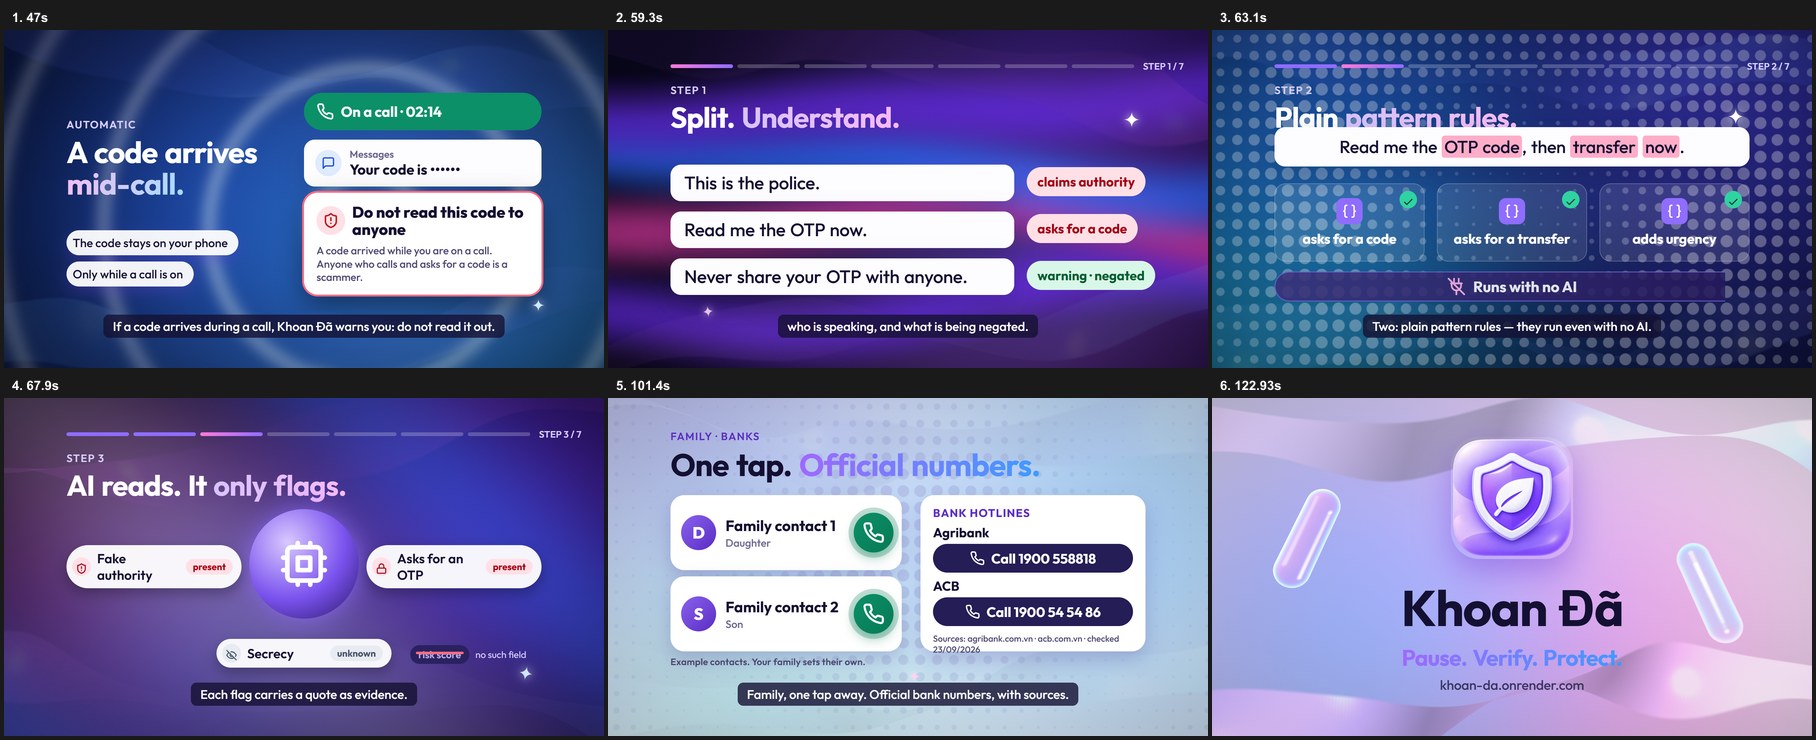 1. 47s
AUTOMATIC
A code arrives
mid-call.
The code stays on your phone
Only while a call is on
On a call · 02:14
Messages
Your code is ••••••
Do not read this code to
anyone
A code arrived while you are on a call.
Anyone who calls and asks for a code is a
scammer.
If a code arrives during a call, Khoan Đã warns you: do not read it out.
2. 59.3s
STEP 1 / 7
STEP 1
Split. Understand.
This is the police.
claims authority
Read me the OTP now.
asks for a code
Never share your OTP with anyone.
warning · negated
who is speaking, and what is being negated.
3. 63.1s
STEP 2 / 7
STEP 2
Plain pattern rules.
Read me the OTP code, then transfer now.
{ }
asks for a code
{ }
asks for a transfer
{ }
adds urgency
Runs with no AI
Two: plain pattern rules — they run even with no AI.
4. 67.9s
STEP 3 / 7
STEP 3
AI reads. It only flags.
Fake
authority
present
Asks for an
OTP
present
Secrecy
unknown
risk score
no such field
Each flag carries a quote as evidence.
5. 101.4s
FAMILY · BANKS
One tap. Official numbers.
D
Family contact 1
Daughter
S
Family contact 2
Son
Example contacts. Your family sets their own.
BANK HOTLINES
Agribank
Call 1900 558818
ACB
Call 1900 54 54 86
Sources: agribank.com.vn · acb.com.vn · checked
23/09/2026
Family, one tap away. Official bank numbers, with sources.
6. 122.93s
Khoan Đã
Pause. Verify. Protect.
khoan-da.onrender.com